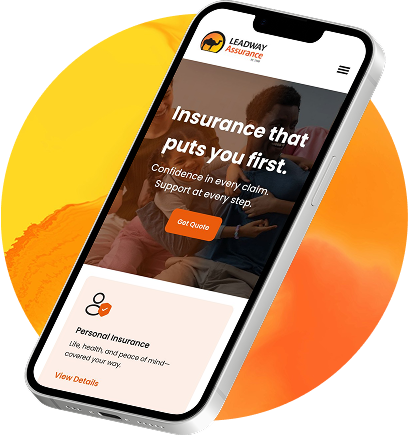 LEADWAY
Assurance
Insurance that
puts you first.
Confidence in every claim.
Support at every step.
Get Quote
Personal Insurance
Life, health, and peace of mind—
covered your way.
View Details